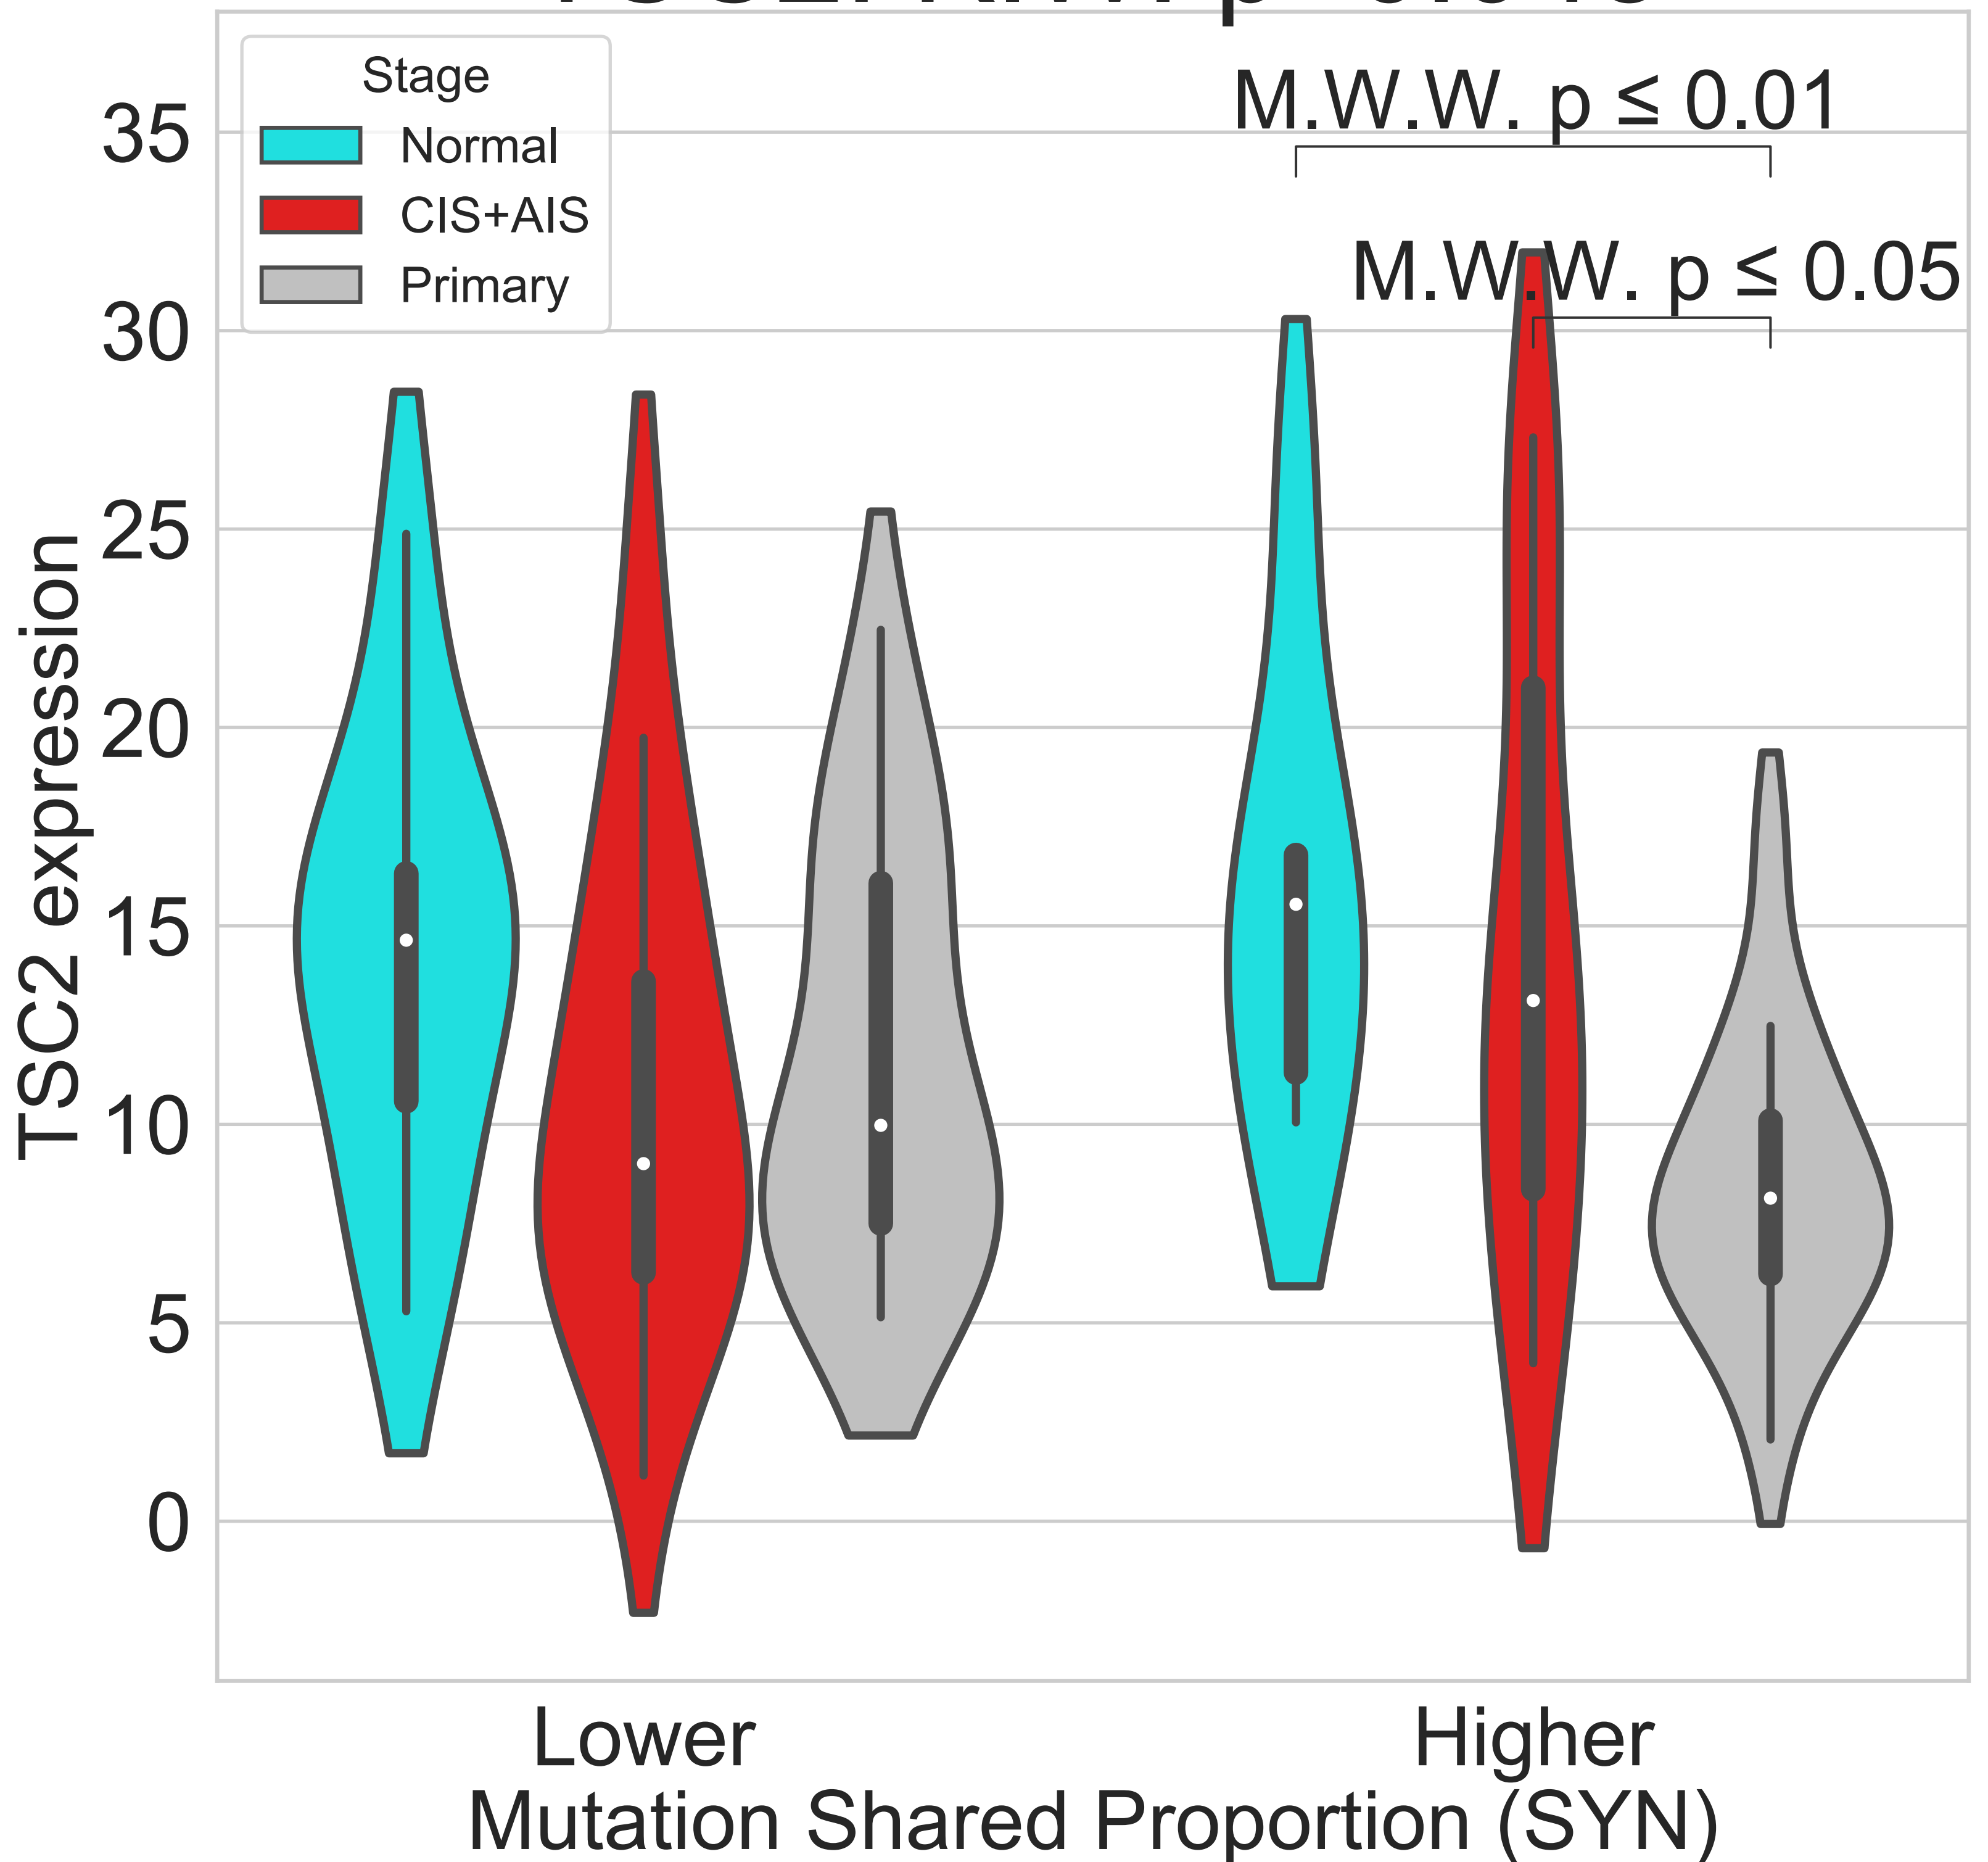 Stage
Normal
CIS+AIS
Primary
M.W.W. p ≤ 0.01
M.W.W. p ≤ 0.05
35
30
25
20
15
10
5
0
TSC2 expression
Lower
Higher
Mutation Shared Proportion (SYN)